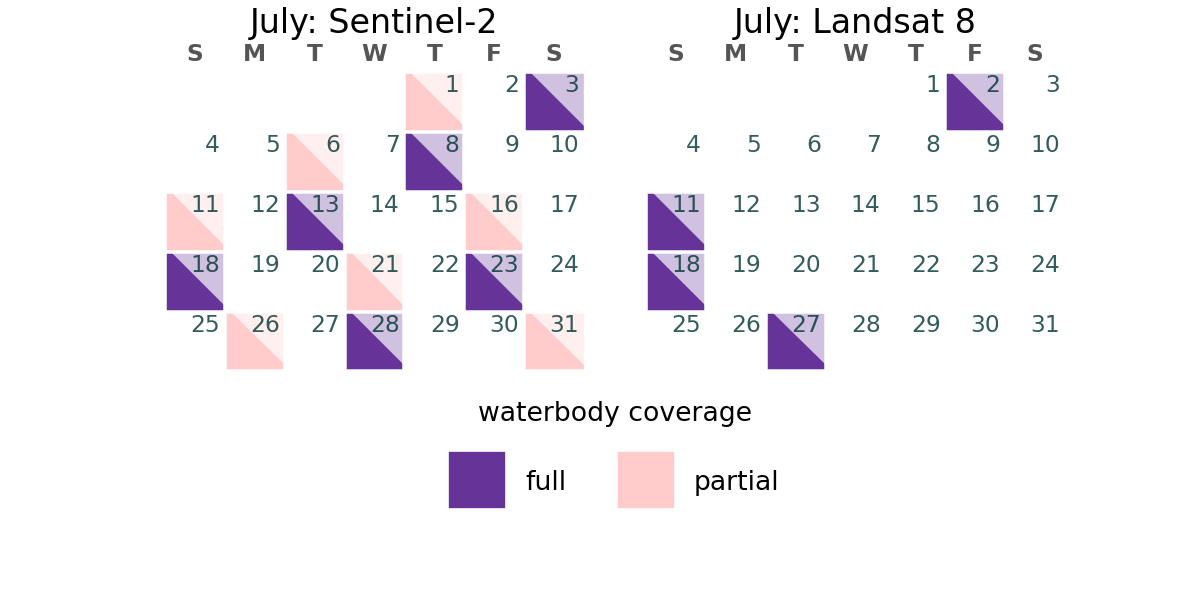 July: Sentinel-2
S M T W T F S
1 2 3
4 5 6 7 8 9 10
11 12 13 14 15 16 17
18 19 20 21 22 23 24
25 26 27 28 29 30 31
July: Landsat 8
S M T W T F S
1 2 3
4 5 6 7 8 9 10
11 12 13 14 15 16 17
18 19 20 21 22 23 24
25 26 27 28 29 30 31
waterbody coverage
full partial